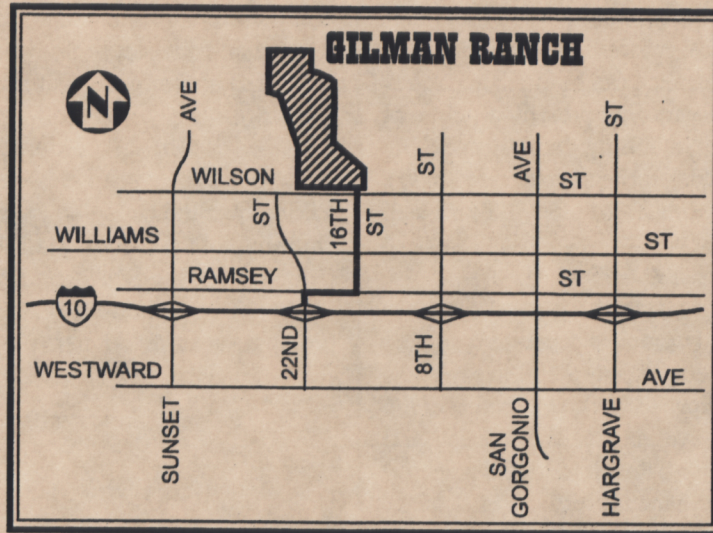 GILMAN RANCH
N
AVE
ST
AVE
ST
WILSON
ST
ST
16TH
ST
WILLIAMS
ST
RAMSEY
ST
10
WESTWARD
22ND
8TH
AVE
SUNSET
SAN
GORGONIO
HARGRAVE